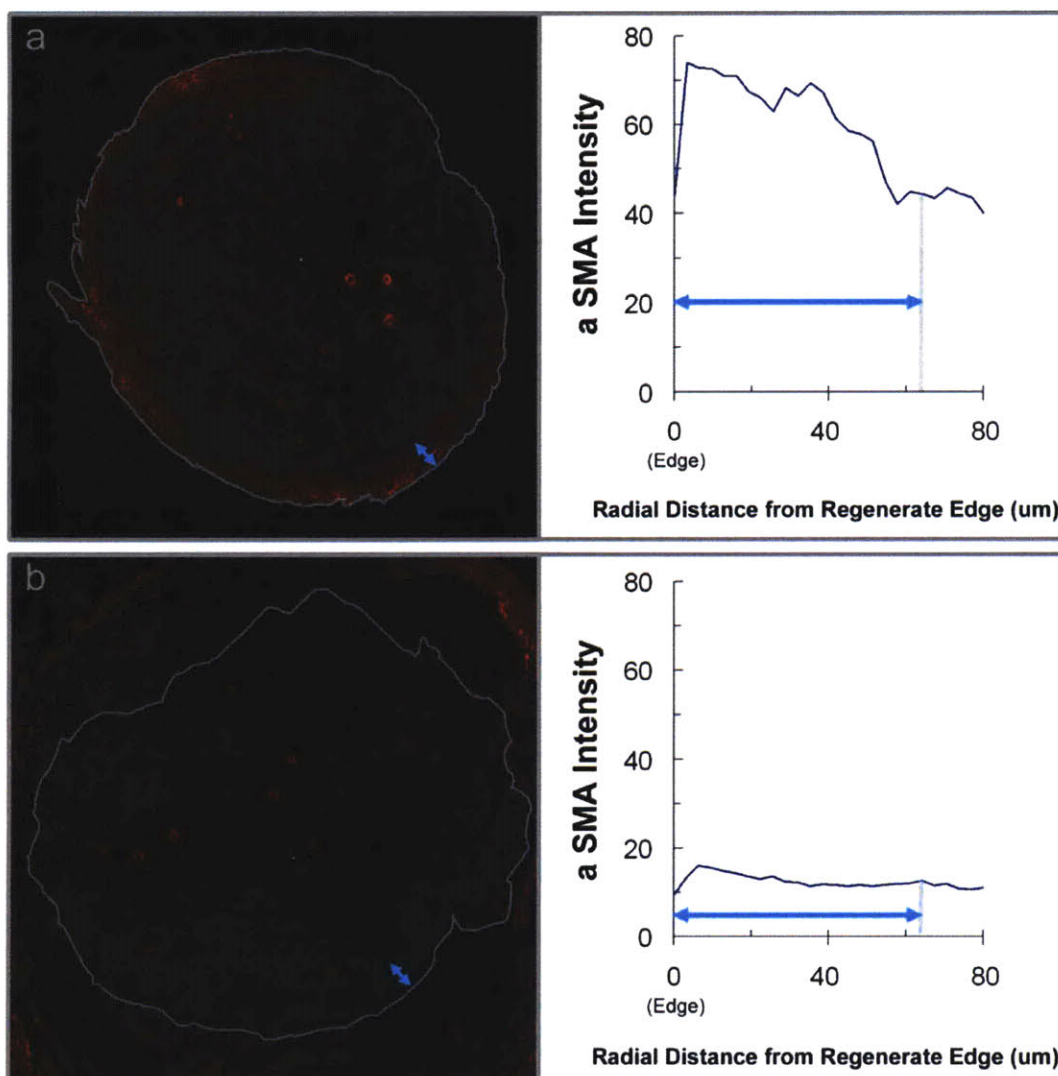 a
80
60
40
20
0
a SMA Intensity
0 40 80
(Edge)
Radial Distance from Regenerate Edge (um)
b
80
60
40
20
0
a SMA Intensity
0 40 80
(Edge)
Radial Distance from Regenerate Edge (um)